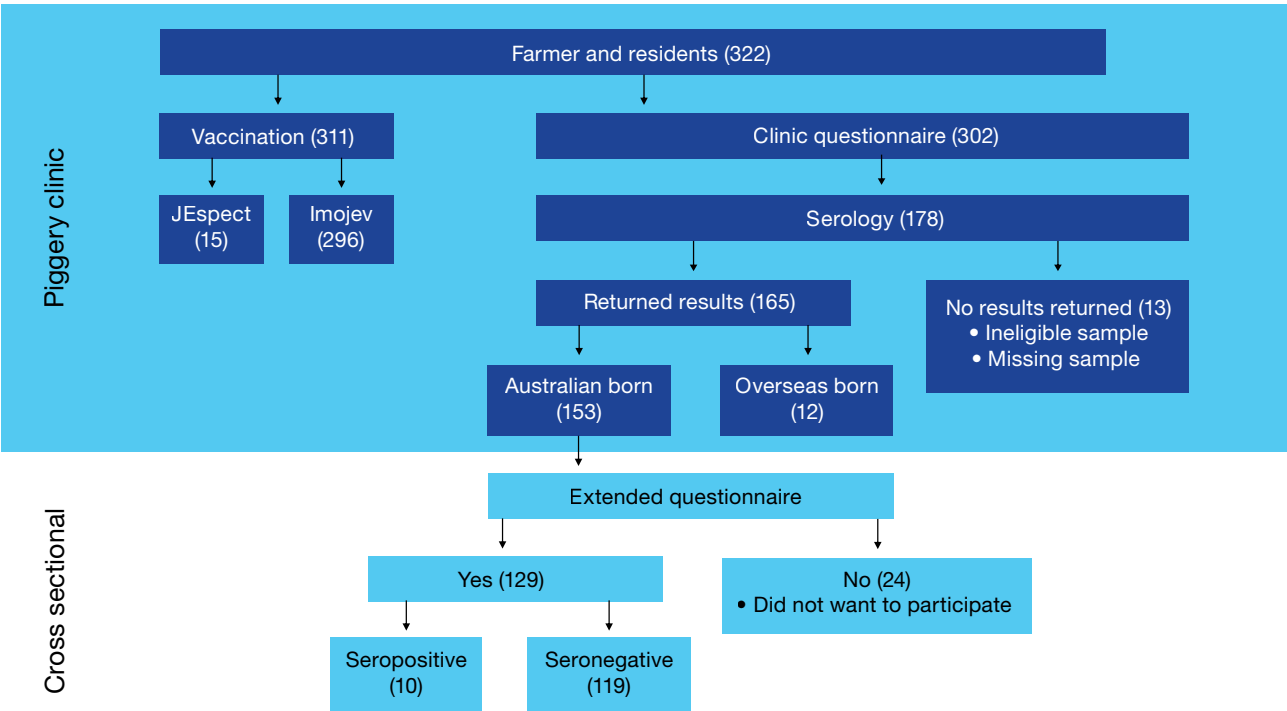 Piggery clinic
Farmer and residents (322)
Vaccination (311)
Clinic questionnaire (302)
JEspect
(15)
Imojev
(296)
Serology (178)
Returned results (165)
No results returned (13)
• Ineligible sample
• Missing sample
Australian born
(153)
Overseas born
(12)
Cross sectional
Extended questionnaire
Yes (129)
No (24)
• Did not want to participate
Seropositive
(10)
Seronegative
(119)